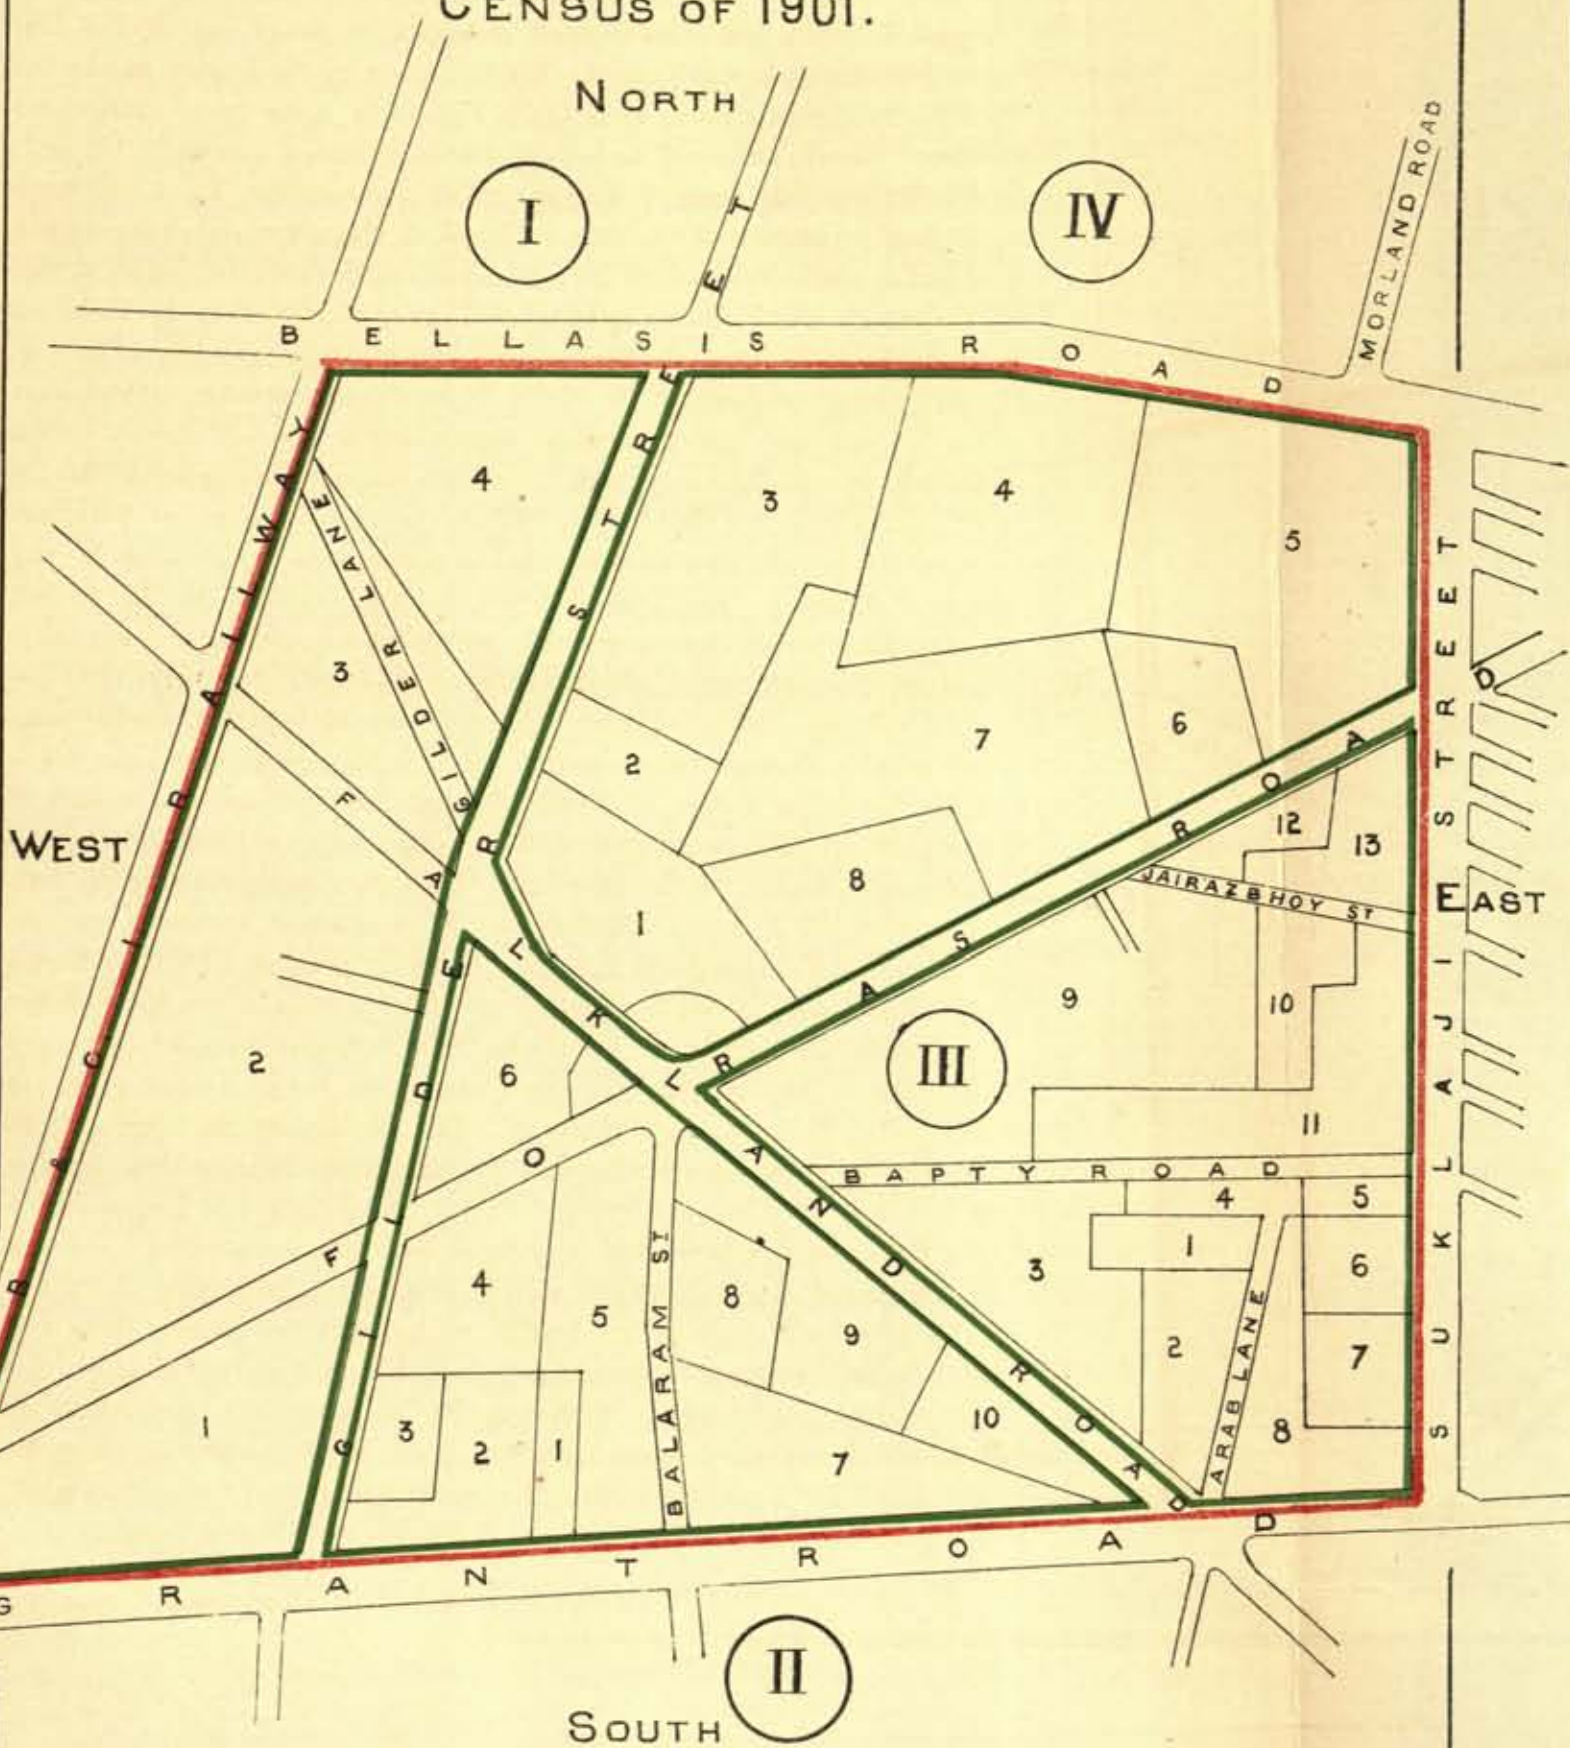 CENSUS OF 1901.
NORTH
I
IV
MORLAND ROAD
BELLASIS ROAD
GILDER STREET
4
GILDER LANE
3
FALKLAND ROAD
2
FORAS ROAD
1
B.B. & C.I. RAILWAY
WEST
3
4
5
2
7
6
8
1
12
13
JAIRAZBHOY ST
9
10
III
11
BAPTY ROAD
4
5
1
6
3
2
7
8
ARAB LANE
SUKLAJI STREET
EAST
6
4
5
3
2
1
BALARAM ST
8
9
10
7
GRANT ROAD
II
SOUTH